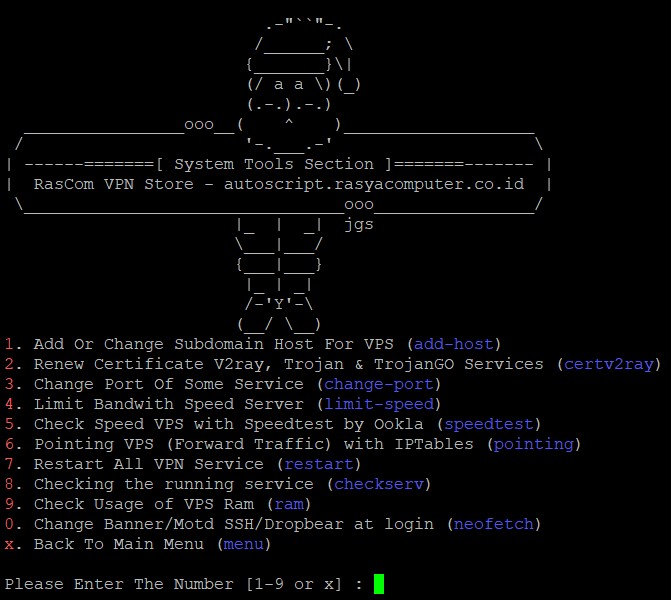 ------=======[ System Tools Section ]=======-------
RasCom VPN Store - autoscript.rasyacomputer.co.id
jgs
1. Add Or Change Subdomain Host For VPS (add-host)
2. Renew Certificate V2ray, Trojan & TrojanGO Services (certv2ray)
3. Change Port Of Some Service (change-port)
4. Limit Bandwith Speed Server (limit-speed)
5. Check Speed VPS with Speedtest by Ookla (speedtest)
6. Pointing VPS (Forward Traffic) with IPTables (pointing)
7. Restart All VPN Service (restart)
8. Checking the running service (checkserv)
9. Check Usage of VPS Ram (ram)
0. Change Banner/Motd SSH/Dropbear at login (neofetch)
x. Back To Main Menu (menu)
Please Enter The Number [1-9 or x] :